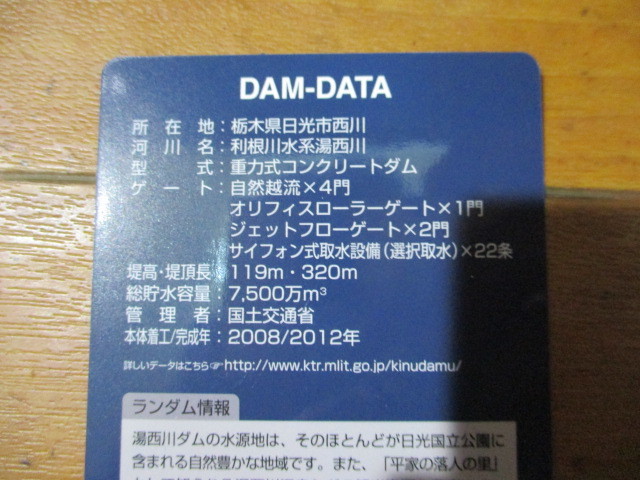 DAM-DATA
所在地：栃木県日光市西川
河川名：利根川水系湯西川
型式：重力式コンクリートダム
ゲート：自然越流×4門
オリフィスローラーゲート×1門
ジェットフローゲート×2門
サイフォン式取水設備（選択取水）×22条
堤高・堤頂長：119m・320m
総貯水容量：7,500万m³
管理者：国土交通省
本体着工/完成年：2008/2012年
詳しいデータはこちら☞http://www.ktr.mlit.go.jp/kinudamu/
ランダム情報
湯西川ダムの水源地は、そのほとんどが日光国立公園に
含まれる自然豊かな地域です。また、「平家の落人の里」